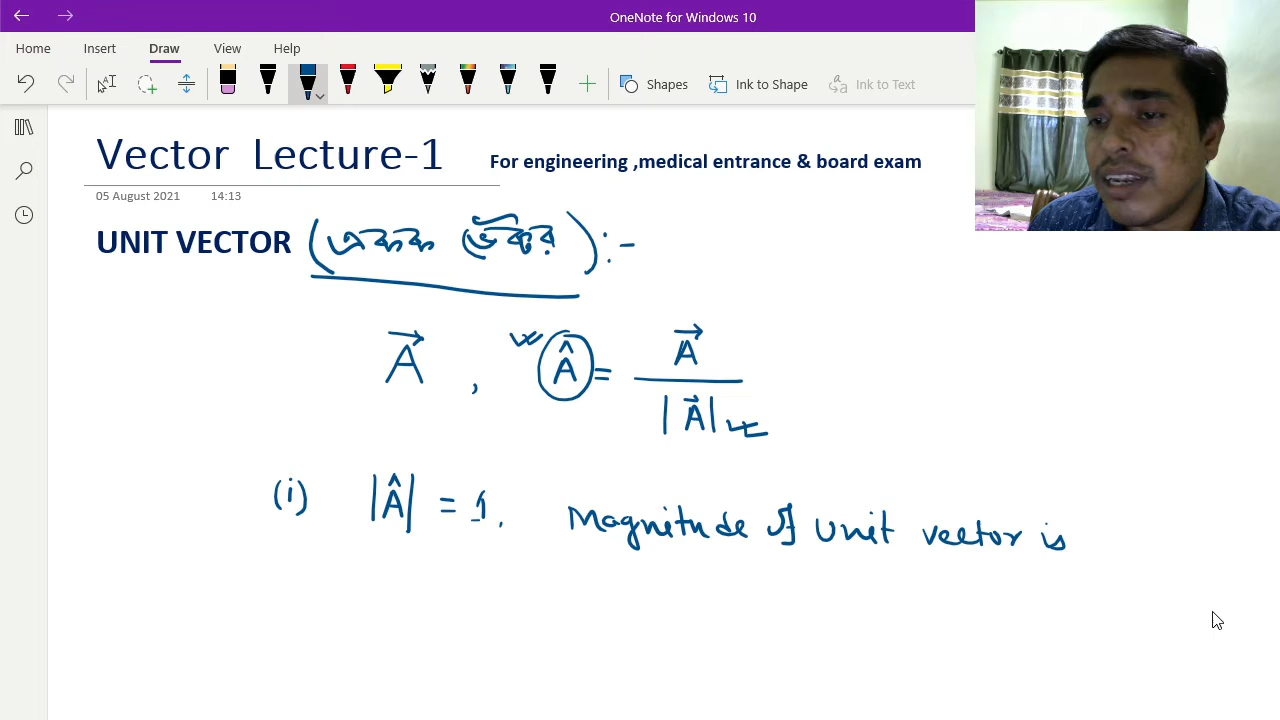 OneNote for Windows 10
Home Insert Draw View Help
Shapes Ink to Shape Ink to Text
Vector Lecture-1 For engineering ,medical entrance & board exam
05 August 2021 14:13
UNIT VECTOR (একক ভেক্টর) :-
A⃗ , Â = A⃗ / |A⃗|
(i) |Â| = 1. Magnitude of unit vector is